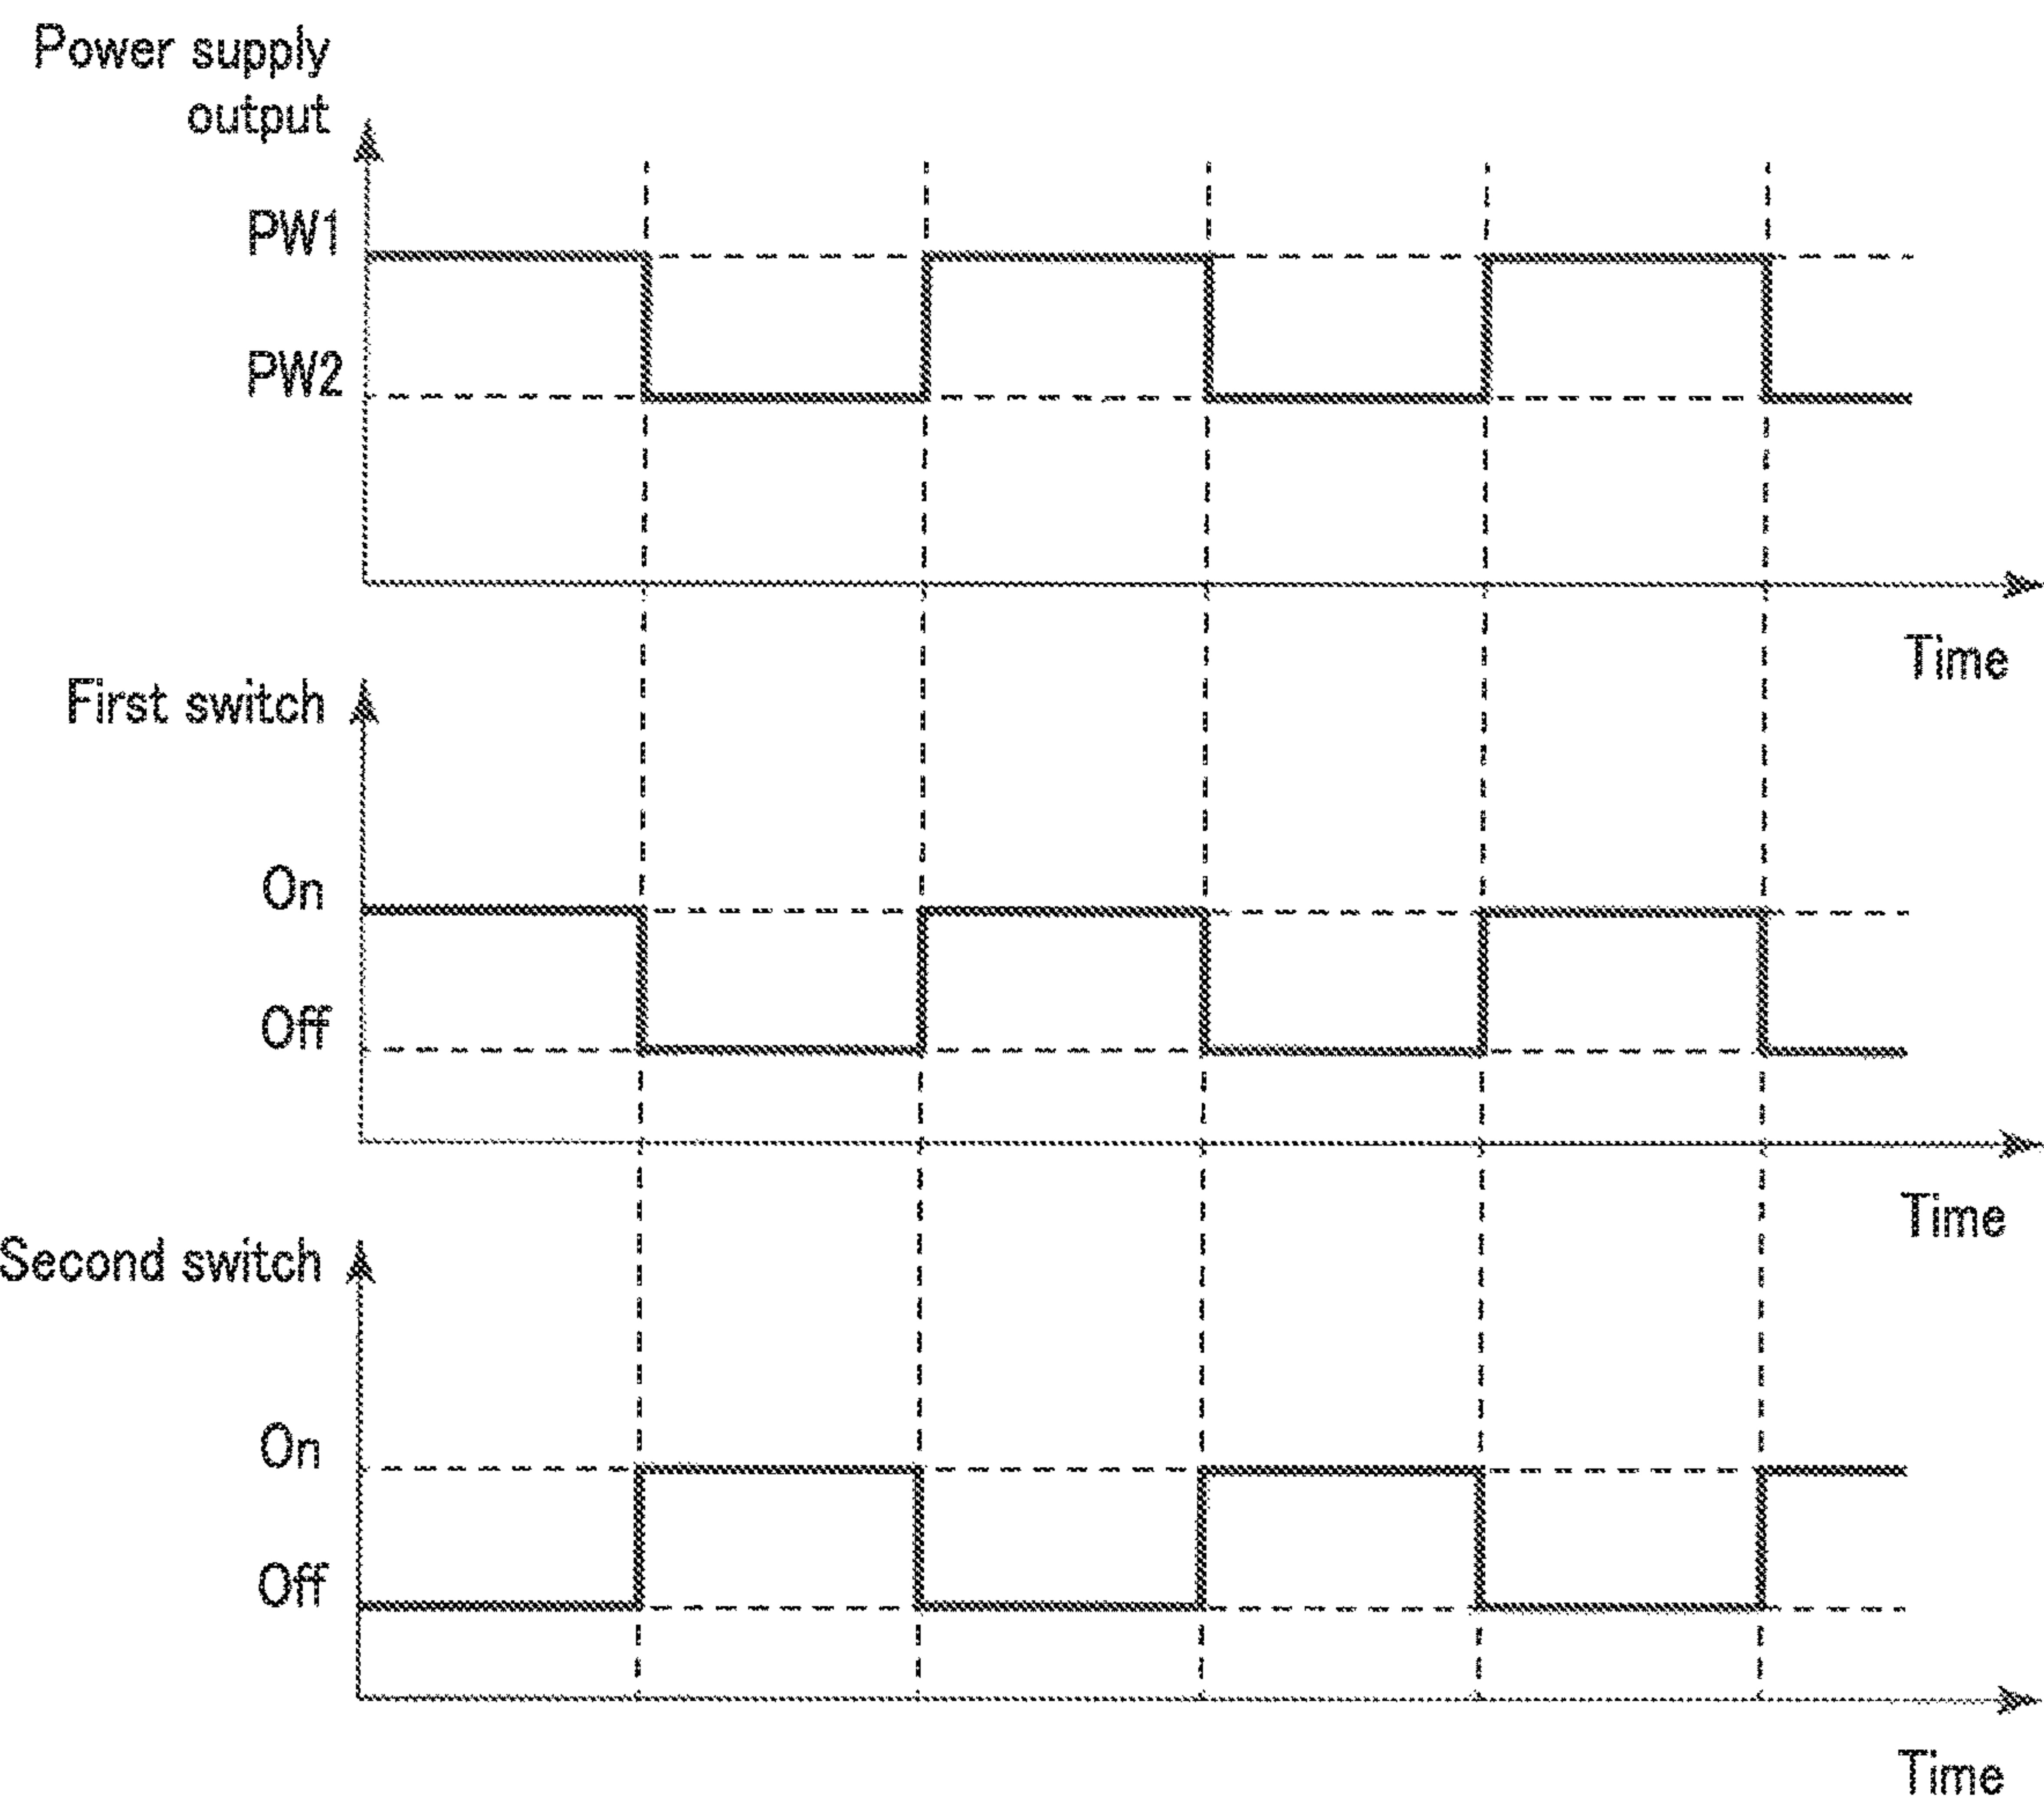 Power supply
output
PW1
PW2
Time
First switch
On
Off
Time
Second switch
On
Off
Time